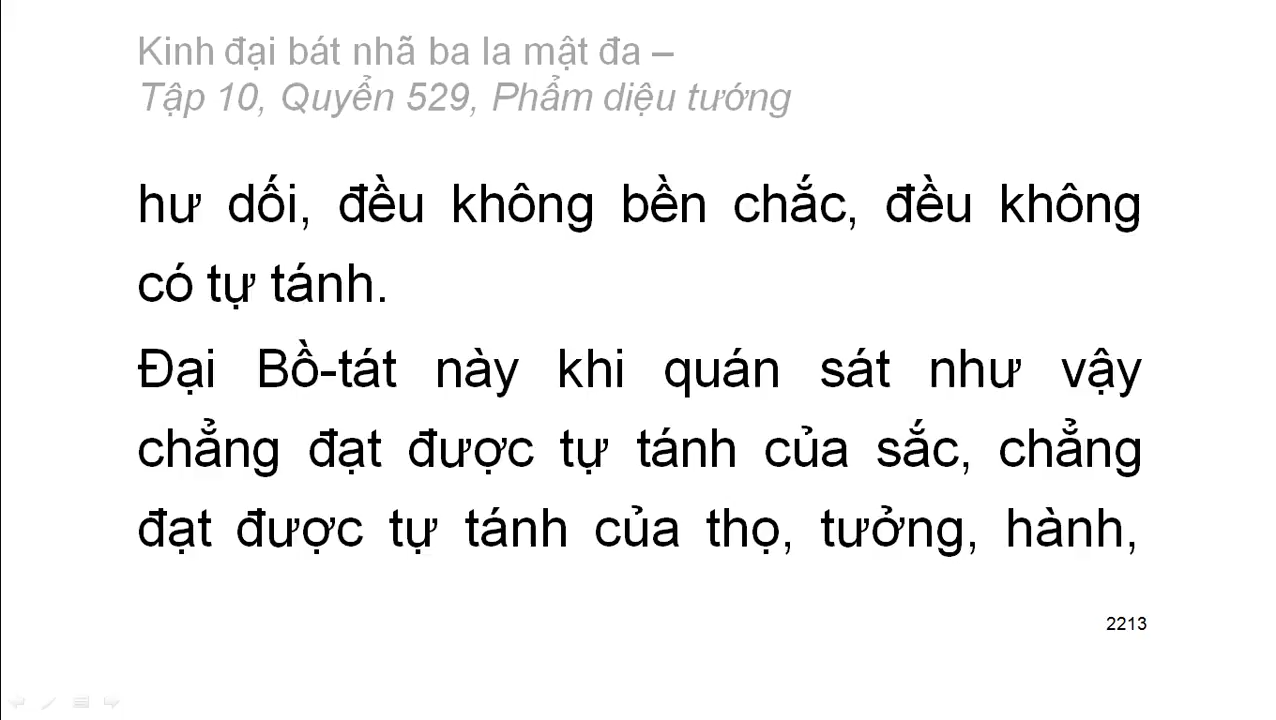 Kinh đại bát nhã ba la mật đa –
Tập 10, Quyển 529, Phẩm diệu tướng
hư dối, đều không bền chắc, đều không
có tự tánh.
Đại Bồ-tát này khi quán sát như vậy
chẳng đạt được tự tánh của sắc, chẳng
đạt được tự tánh của thọ, tưởng, hành,
2213